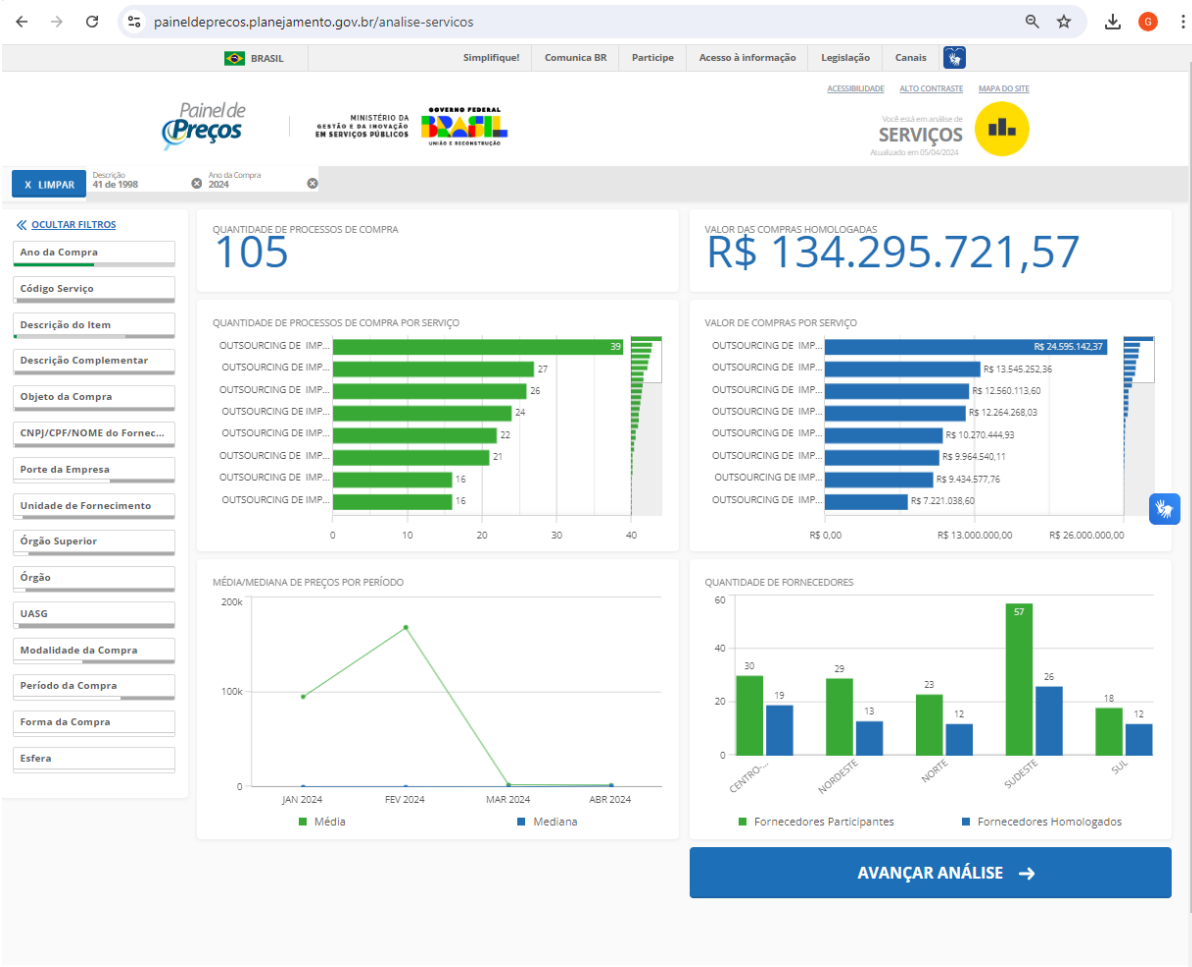 paineldeprecos.planejamento.gov.br/analise-servicos
G
BRASIL
Simplifique!
Comunica BR
Participe
Acesso à informação
Legislação
Canais
ACESSIBILIDADE
ALTO CONTRASTE
MAPA DO SITE
Painel de
Preços
MINISTÉRIO DA
GESTÃO E DA INOVAÇÃO
EM SERVIÇOS PÚBLICOS
GOVERNO FEDERAL
BRASIL
UNIÃO E RECONSTRUÇÃO
Você está em análise de
SERVIÇOS
Atualizado em 05/04/2024
X LIMPAR
Descrição
41 de 1998
Ano da Compra
2024
OCULTAR FILTROS
Ano da Compra
Código Serviço
Descrição do Item
Descrição Complementar
Objeto da Compra
CNPJ/CPF/NOME do Fornec...
Porte da Empresa
Unidade de Fornecimento
Órgão Superior
Órgão
UASG
Modalidade da Compra
Período da Compra
Forma da Compra
Esfera
QUANTIDADE DE PROCESSOS DE COMPRA
105
VALOR DAS COMPRAS HOMOLOGADAS
R$ 134.295.721,57
QUANTIDADE DE PROCESSOS DE COMPRA POR SERVIÇO
OUTSOURCING DE IMP... 39
OUTSOURCING DE IMP... 27
OUTSOURCING DE IMP... 26
OUTSOURCING DE IMP... 24
OUTSOURCING DE IMP... 22
OUTSOURCING DE IMP... 21
OUTSOURCING DE IMP... 16
OUTSOURCING DE IMP... 16
0 10 20 30 40
VALOR DE COMPRAS POR SERVIÇO
OUTSOURCING DE IMP... R$ 24.595.142,37
OUTSOURCING DE IMP... R$ 13.545.252,36
OUTSOURCING DE IMP... R$ 12.560.113,60
OUTSOURCING DE IMP... R$ 12.264.268,03
OUTSOURCING DE IMP... R$ 10.270.444,93
OUTSOURCING DE IMP... R$ 9.964.540,11
OUTSOURCING DE IMP... R$ 9.434.577,76
OUTSOURCING DE IMP... R$ 7.221.038,60
R$ 0,00 R$ 13.000.000,00 R$ 26.000.000,00
MÉDIA/MEDIANA DE PREÇOS POR PERÍODO
200k
100k
0
JAN 2024 FEV 2024 MAR 2024 ABR 2024
Média Mediana
QUANTIDADE DE FORNECEDORES
60
40
20
0
30 19 29 13 23 12 57 26 18 12
CENTRO-... NORDESTE NORTE SUDESTE SUL
Fornecedores Participantes Fornecedores Homologados
AVANÇAR ANÁLISE